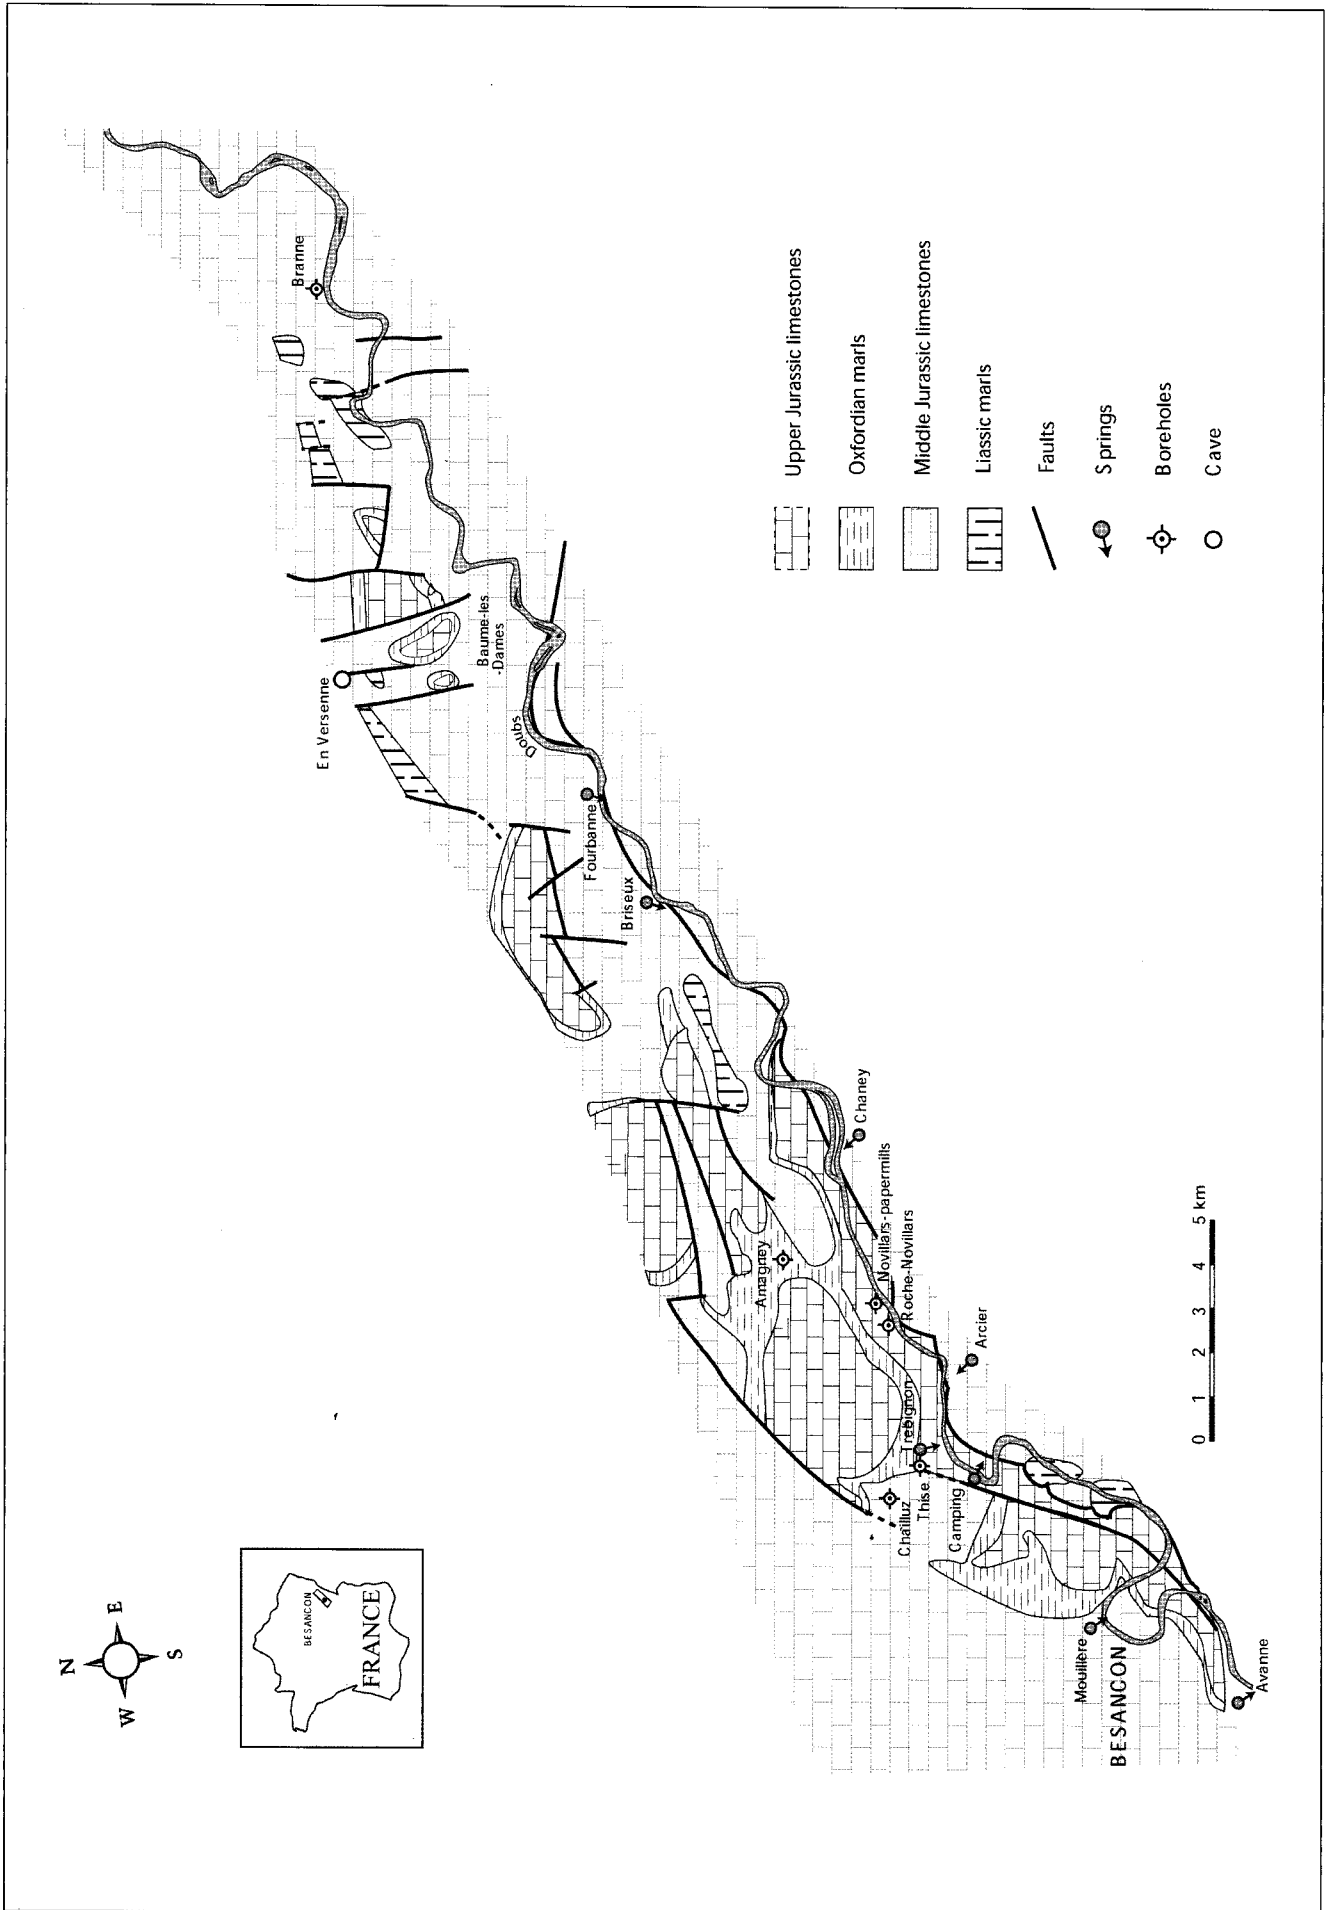 N
W
E
S
BESANCON
FRANCE
Branne
En Versenne
Baume-les
-Dames
Doubs
Fourbanne
Briseux
Chaney
Amagney
Novillars-papermills
Roche-Novillars
Arcier
Trebignon
Thise
Chailluz
Camping
Mouillere
BESANCON
Avanne
0 1 2 3 4 5 km
Upper Jurassic limestones
Oxfordian marls
Middle Jurassic limestones
Liassic marls
Faults
Springs
Boreholes
Cave